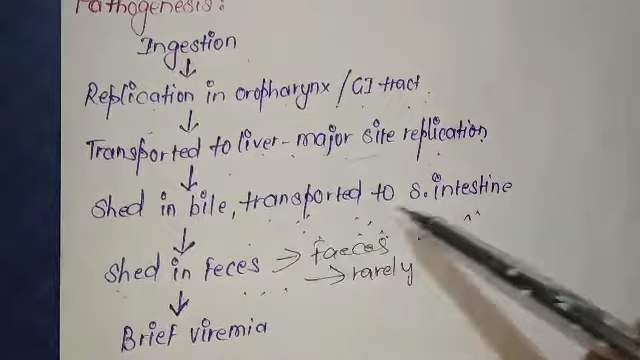 Pathogenesis:
Ingestion
↓
Replication in oropharynx / GI tract
↓
Transported to liver - major site replication
↓
Shed in bile, transported to s. intestine
↓
Shed in feces → faeces
→ rarely
↓
Brief viremia